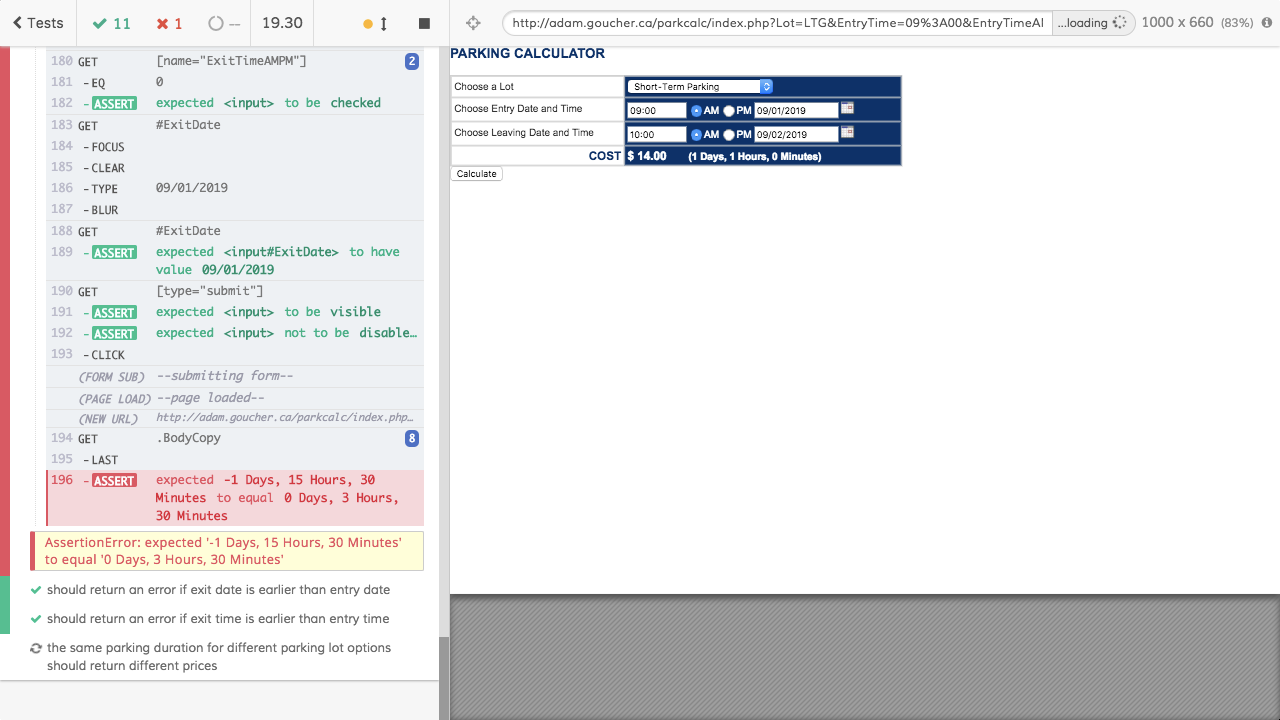 Tests 11 1 -- 19.30
http://adam.goucher.ca/parkcalc/index.php?Lot=LTG&EntryTime=09%3A00&EntryTimeAI ...loading 1000 x 660 (83%)
180 GET [name="ExitTimeAMPM"] 2
181 - EQ 0
182 - ASSERT expected <input> to be checked
183 GET #ExitDate
184 - FOCUS
185 - CLEAR
186 - TYPE 09/01/2019
187 - BLUR
188 GET #ExitDate
189 - ASSERT expected <input#ExitDate> to have
value 09/01/2019
190 GET [type="submit"]
191 - ASSERT expected <input> to be visible
192 - ASSERT expected <input> not to be disable…
193 - CLICK
(FORM SUB) --submitting form--
(PAGE LOAD) --page loaded--
(NEW URL) http://adam.goucher.ca/parkcalc/index.php…
194 GET .BodyCopy 8
195 - LAST
196 - ASSERT expected -1 Days, 15 Hours, 30
Minutes to equal 0 Days, 3 Hours,
30 Minutes
AssertionError: expected '-1 Days, 15 Hours, 30 Minutes'
to equal '0 Days, 3 Hours, 30 Minutes'
should return an error if exit date is earlier than entry date
should return an error if exit time is earlier than entry time
the same parking duration for different parking lot options
should return different prices
PARKING CALCULATOR
Choose a Lot Short-Term Parking
Choose Entry Date and Time 09:00 AM PM 09/01/2019
Choose Leaving Date and Time 10:00 AM PM 09/02/2019
COST $ 14.00 (1 Days, 1 Hours, 0 Minutes)
Calculate